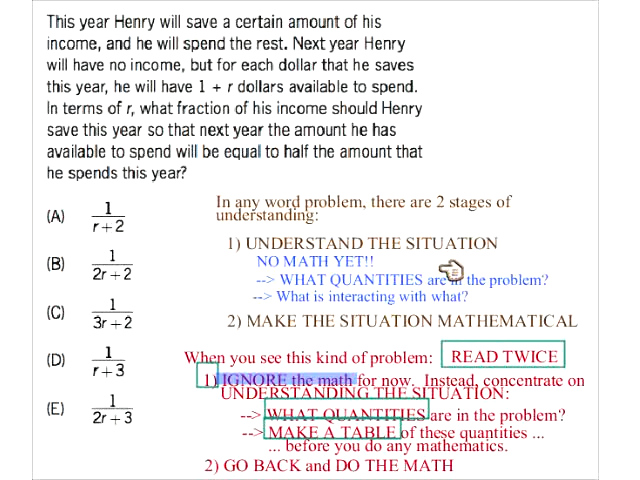 This year Henry will save a certain amount of his
income, and he will spend the rest. Next year Henry
will have no income, but for each dollar that he saves
this year, he will have 1 + r dollars available to spend.
In terms of r, what fraction of his income should Henry
save this year so that next year the amount he has
available to spend will be equal to half the amount that
he spends this year?
(A) 1/(r+2)
(B) 1/(2r+2)
(C) 1/(3r+2)
(D) 1/(r+3)
(E) 1/(2r+3)
In any word problem, there are 2 stages of
understanding:
1) UNDERSTAND THE SITUATION
NO MATH YET!!
--> WHAT QUANTITIES are in the problem?
--> What is interacting with what?
2) MAKE THE SITUATION MATHEMATICAL
When you see this kind of problem: READ TWICE
1) IGNORE the math for now. Instead, concentrate on
UNDERSTANDING THE SITUATION:
--> WHAT QUANTITIES are in the problem?
--> MAKE A TABLE of these quantities ...
... before you do any mathematics.
2) GO BACK and DO THE MATH